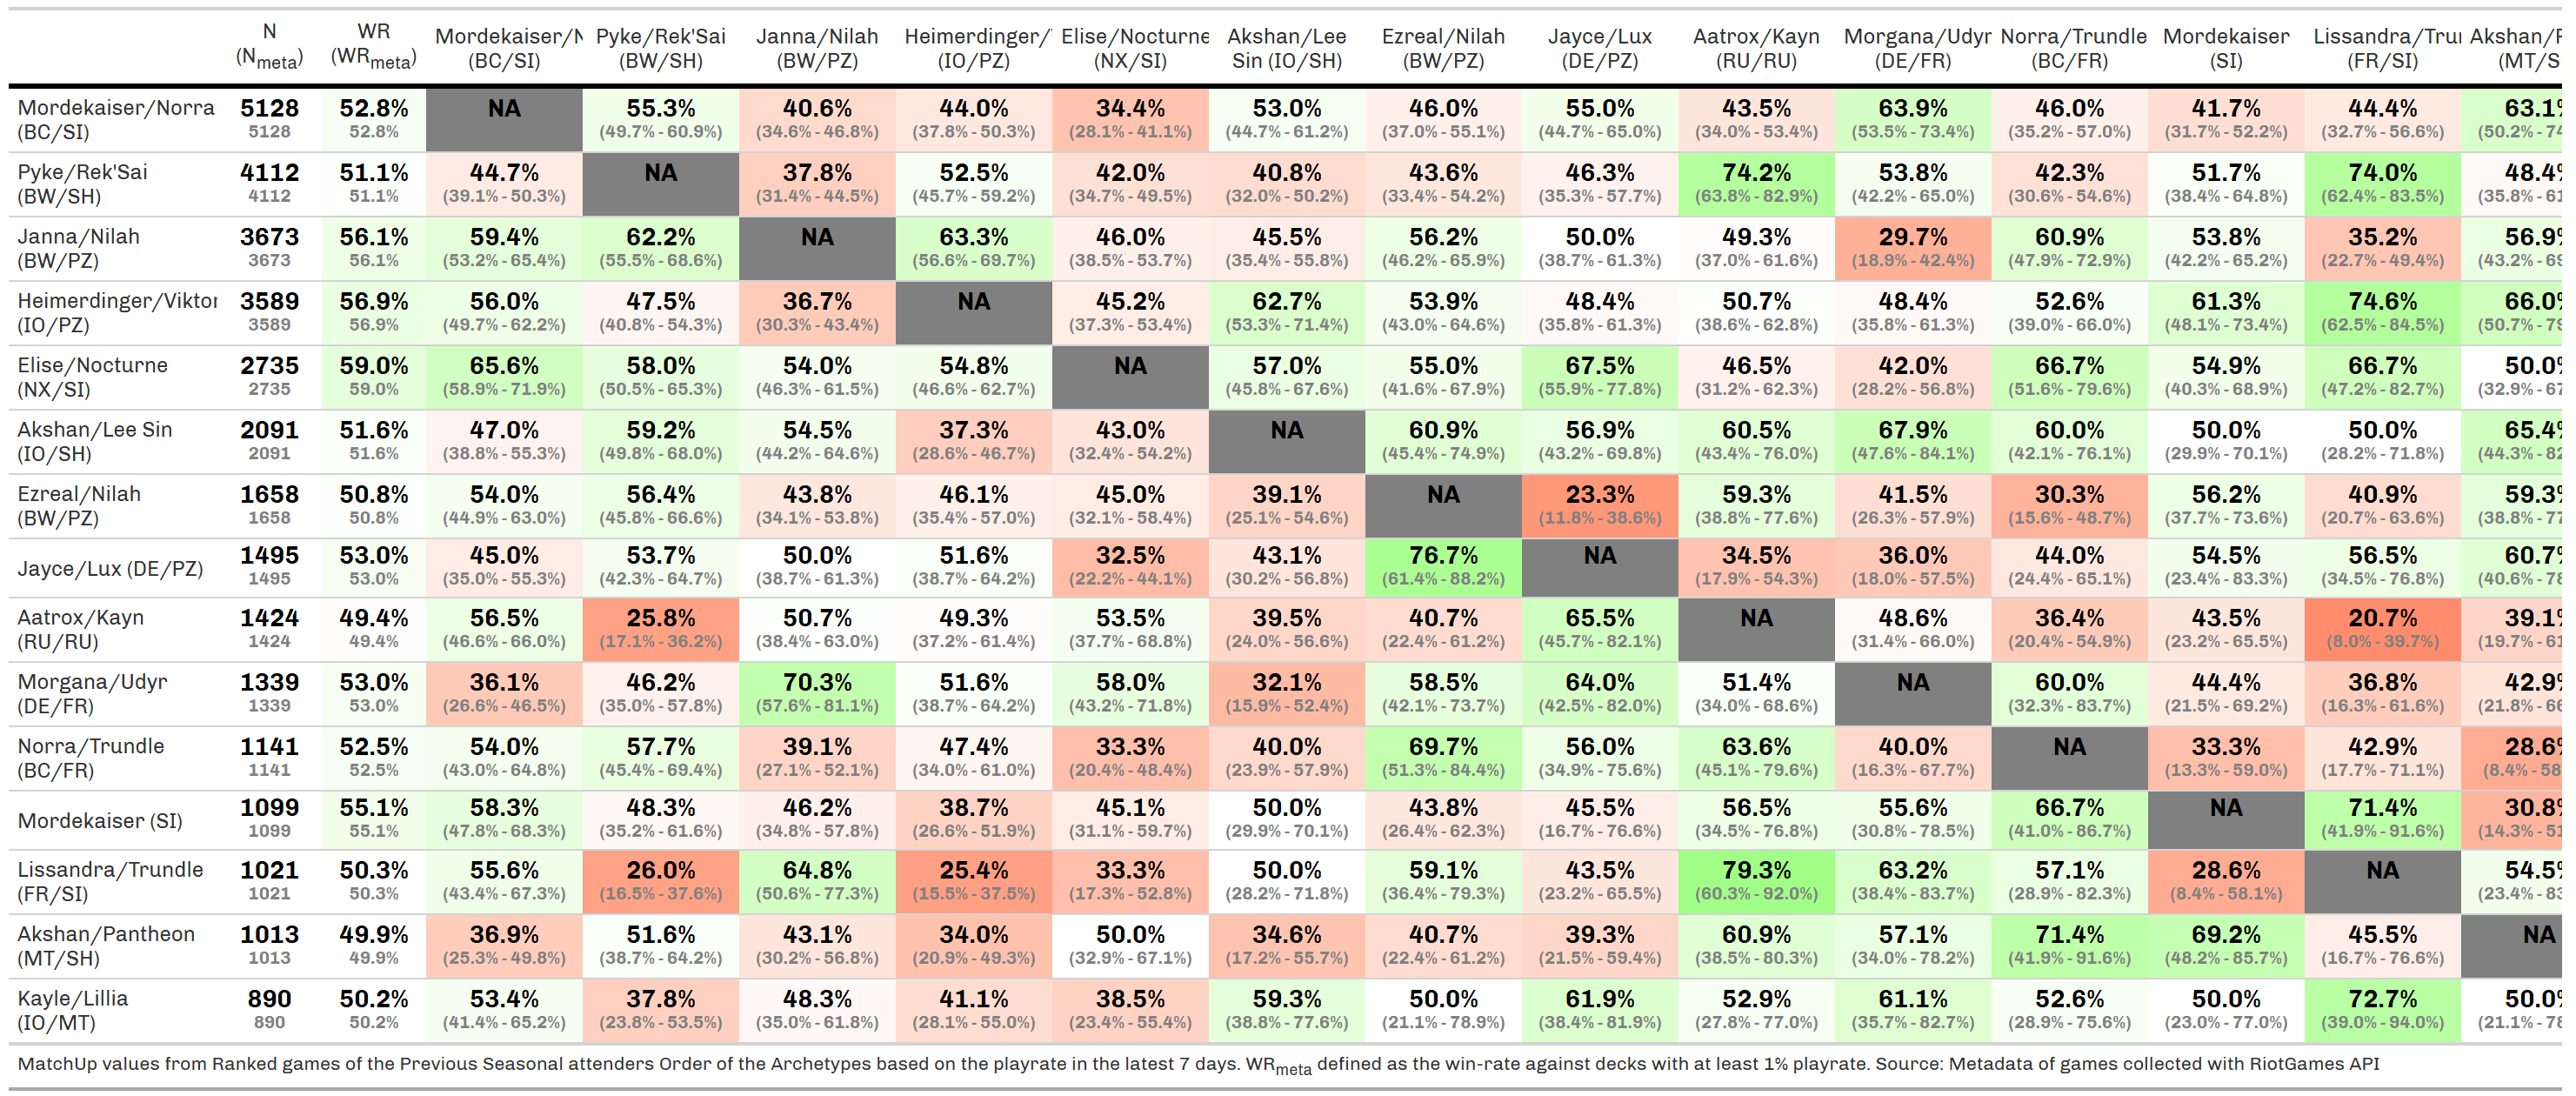 N WR Mordekaiser/N Pyke/Rek'Sai Janna/Nilah Heimerdinger/ Elise/Nocturne Akshan/Lee Ezreal/Nilah Jayce/Lux Aatrox/Kayn Morgana/Udyr Norra/Trundle Mordekaiser Lissandra/Tru Akshan/
(Nmeta) (WRmeta) (BC/SI) (BW/SH) (BW/PZ) (IO/PZ) (NX/SI) Sin (IO/SH) (BW/PZ) (DE/PZ) (RU/RU) (DE/FR) (BC/FR) (SI) (FR/SI) (MT/S
Mordekaiser/Norra 5128 52.8% NA 55.3% 40.6% 44.0% 34.4% 53.0% 46.0% 55.0% 43.5% 63.9% 46.0% 41.7% 44.4% 63.1%
(BC/SI) 5128 52.8% (49.7% - 60.9%) (34.6% - 46.8%) (37.8% - 50.3%) (28.1% - 41.1%) (44.7% - 61.2%) (37.0% - 55.1%) (44.7% - 65.0%) (34.0% - 53.4%) (53.5% - 73.4%) (35.2% - 57.0%) (31.7% - 52.2%) (32.7% - 56.6%) (50.2% - 74
Pyke/Rek'Sai 4112 51.1% 44.7% NA 37.8% 52.5% 42.0% 40.8% 43.6% 46.3% 74.2% 53.8% 42.3% 51.7% 74.0% 48.4%
(BW/SH) 4112 51.1% (39.1% - 50.3%) (31.4% - 44.5%) (45.7% - 59.2%) (34.7% - 49.5%) (32.0% - 50.2%) (33.4% - 54.2%) (35.3% - 57.7%) (63.8% - 82.9%) (42.2% - 65.0%) (30.6% - 54.6%) (38.4% - 64.8%) (62.4% - 83.5%) (35.8% - 61
Janna/Nilah 3673 56.1% 59.4% 62.2% NA 63.3% 46.0% 45.5% 56.2% 50.0% 49.3% 29.7% 60.9% 53.8% 35.2% 56.9%
(BW/PZ) 3673 56.1% (53.2% - 65.4%) (55.5% - 68.6%) (56.6% - 69.7%) (38.5% - 53.7%) (35.4% - 55.8%) (46.2% - 65.9%) (38.7% - 61.3%) (37.0% - 61.6%) (18.9% - 42.4%) (47.9% - 72.9%) (42.2% - 65.2%) (22.7% - 49.4%) (43.2% - 69
Heimerdinger/Viktor 3589 56.9% 56.0% 47.5% 36.7% NA 45.2% 62.7% 53.9% 48.4% 50.7% 48.4% 52.6% 61.3% 74.6% 66.0%
(IO/PZ) 3589 56.9% (49.7% - 62.2%) (40.8% - 54.3%) (30.3% - 43.4%) (37.3% - 53.4%) (53.3% - 71.4%) (43.0% - 64.6%) (35.8% - 61.3%) (38.6% - 62.8%) (35.8% - 61.3%) (39.0% - 66.0%) (48.1% - 73.4%) (62.5% - 84.5%) (50.7% - 79
Elise/Nocturne 2735 59.0% 65.6% 58.0% 54.0% 54.8% NA 57.0% 55.0% 67.5% 46.5% 42.0% 66.7% 54.9% 66.7% 50.0%
(NX/SI) 2735 59.0% (58.9% - 71.9%) (50.5% - 65.3%) (46.3% - 61.5%) (46.6% - 62.7%) (45.8% - 67.6%) (41.6% - 67.9%) (55.9% - 77.8%) (31.2% - 62.3%) (28.2% - 56.8%) (51.6% - 79.6%) (40.3% - 68.9%) (47.2% - 82.7%) (32.9% - 67
Akshan/Lee Sin 2091 51.6% 47.0% 59.2% 54.5% 37.3% 43.0% NA 60.9% 56.9% 60.5% 67.9% 60.0% 50.0% 50.0% 65.4%
(IO/SH) 2091 51.6% (38.8% - 55.3%) (49.8% - 68.0%) (44.2% - 64.6%) (28.6% - 46.7%) (32.4% - 54.2%) (45.4% - 74.9%) (43.2% - 69.8%) (43.4% - 76.0%) (47.6% - 84.1%) (42.1% - 76.1%) (29.9% - 70.1%) (28.2% - 71.8%) (44.3% - 82
Ezreal/Nilah 1658 50.8% 54.0% 56.4% 43.8% 46.1% 45.0% 39.1% NA 23.3% 59.3% 41.5% 30.3% 56.2% 40.9% 59.3%
(BW/PZ) 1658 50.8% (44.9% - 63.0%) (45.8% - 66.6%) (34.1% - 53.8%) (35.4% - 57.0%) (32.1% - 58.4%) (25.1% - 54.6%) (11.8% - 38.6%) (38.8% - 77.6%) (26.3% - 57.9%) (15.6% - 48.7%) (37.7% - 73.6%) (20.7% - 63.6%) (38.8% - 77
Jayce/Lux (DE/PZ) 1495 53.0% 45.0% 53.7% 50.0% 51.6% 32.5% 43.1% 76.7% NA 34.5% 36.0% 44.0% 54.5% 56.5% 60.7%
1495 53.0% (35.0% - 55.3%) (42.3% - 64.7%) (38.7% - 61.3%) (38.7% - 64.2%) (22.2% - 44.1%) (30.2% - 56.8%) (61.4% - 88.2%) (17.9% - 54.3%) (18.0% - 57.5%) (24.4% - 65.1%) (23.4% - 83.3%) (34.5% - 76.8%) (40.6% - 78
Aatrox/Kayn 1424 49.4% 56.5% 25.8% 50.7% 49.3% 53.5% 39.5% 40.7% 65.5% NA 48.6% 36.4% 43.5% 20.7% 39.1%
(RU/RU) 1424 49.4% (46.6% - 66.0%) (17.1% - 36.2%) (38.4% - 63.0%) (37.2% - 61.4%) (37.7% - 68.8%) (24.0% - 56.6%) (22.4% - 61.2%) (45.7% - 82.1%) (31.4% - 66.0%) (20.4% - 54.9%) (23.2% - 65.5%) (8.0% - 39.7%) (19.7% - 61
Morgana/Udyr 1339 53.0% 36.1% 46.2% 70.3% 51.6% 58.0% 32.1% 58.5% 64.0% 51.4% NA 60.0% 44.4% 36.8% 42.9%
(DE/FR) 1339 53.0% (26.6% - 46.5%) (35.0% - 57.8%) (57.6% - 81.1%) (38.7% - 64.2%) (43.2% - 71.8%) (15.9% - 52.4%) (42.1% - 73.7%) (42.5% - 82.0%) (34.0% - 68.6%) (32.3% - 83.7%) (21.5% - 69.2%) (16.3% - 61.6%) (21.8% - 66
Norra/Trundle 1141 52.5% 54.0% 57.7% 39.1% 47.4% 33.3% 40.0% 69.7% 56.0% 63.6% 40.0% NA 33.3% 42.9% 28.6%
(BC/FR) 1141 52.5% (43.0% - 64.8%) (45.4% - 69.4%) (27.1% - 52.1%) (34.0% - 61.0%) (20.4% - 48.4%) (23.9% - 57.9%) (51.3% - 84.4%) (34.9% - 75.6%) (45.1% - 79.6%) (16.3% - 67.7%) (13.3% - 59.0%) (17.7% - 71.1%) (8.4% - 58
Mordekaiser (SI) 1099 55.1% 58.3% 48.3% 46.2% 38.7% 45.1% 50.0% 43.8% 45.5% 56.5% 55.6% 66.7% NA 71.4% 30.8%
1099 55.1% (47.8% - 68.3%) (35.2% - 61.6%) (34.8% - 57.8%) (26.6% - 51.9%) (31.1% - 59.7%) (29.9% - 70.1%) (26.4% - 62.3%) (16.7% - 76.6%) (34.5% - 76.8%) (30.8% - 78.5%) (41.0% - 86.7%) (41.9% - 91.6%) (14.3% - 51
Lissandra/Trundle 1021 50.3% 55.6% 26.0% 64.8% 25.4% 33.3% 50.0% 59.1% 43.5% 79.3% 63.2% 57.1% 28.6% NA 54.5%
(FR/SI) 1021 50.3% (43.4% - 67.3%) (16.5% - 37.6%) (50.6% - 77.3%) (15.5% - 37.5%) (17.3% - 52.8%) (28.2% - 71.8%) (36.4% - 79.3%) (23.2% - 65.5%) (60.3% - 92.0%) (38.4% - 83.7%) (28.9% - 82.3%) (8.4% - 58.1%) (23.4% - 83
Akshan/Pantheon 1013 49.9% 36.9% 51.6% 43.1% 34.0% 50.0% 34.6% 40.7% 39.3% 60.9% 57.1% 71.4% 69.2% 45.5% NA
(MT/SH) 1013 49.9% (25.3% - 49.8%) (38.7% - 64.2%) (30.2% - 56.8%) (20.9% - 49.3%) (32.9% - 67.1%) (17.2% - 55.7%) (22.4% - 61.2%) (21.5% - 59.4%) (38.5% - 80.3%) (34.0% - 78.2%) (41.9% - 91.6%) (48.2% - 85.7%) (16.7% - 76.6%)
Kayle/Lillia 890 50.2% 53.4% 37.8% 48.3% 41.1% 38.5% 59.3% 50.0% 61.9% 52.9% 61.1% 52.6% 50.0% 72.7% 50.0%
(IO/MT) 890 50.2% (41.4% - 65.2%) (23.8% - 53.5%) (35.0% - 61.8%) (28.1% - 55.0%) (23.4% - 55.4%) (38.8% - 77.6%) (21.1% - 78.9%) (38.4% - 81.9%) (27.8% - 77.0%) (35.7% - 82.7%) (28.9% - 75.6%) (23.0% - 77.0%) (39.0% - 94.0%) (21.1% - 78
MatchUp values from Ranked games of the Previous Seasonal attenders Order of the Archetypes based on the playrate in the latest 7 days. WRmeta defined as the win-rate against decks with at least 1% playrate. Source: Metadata of games collected with RiotGames API